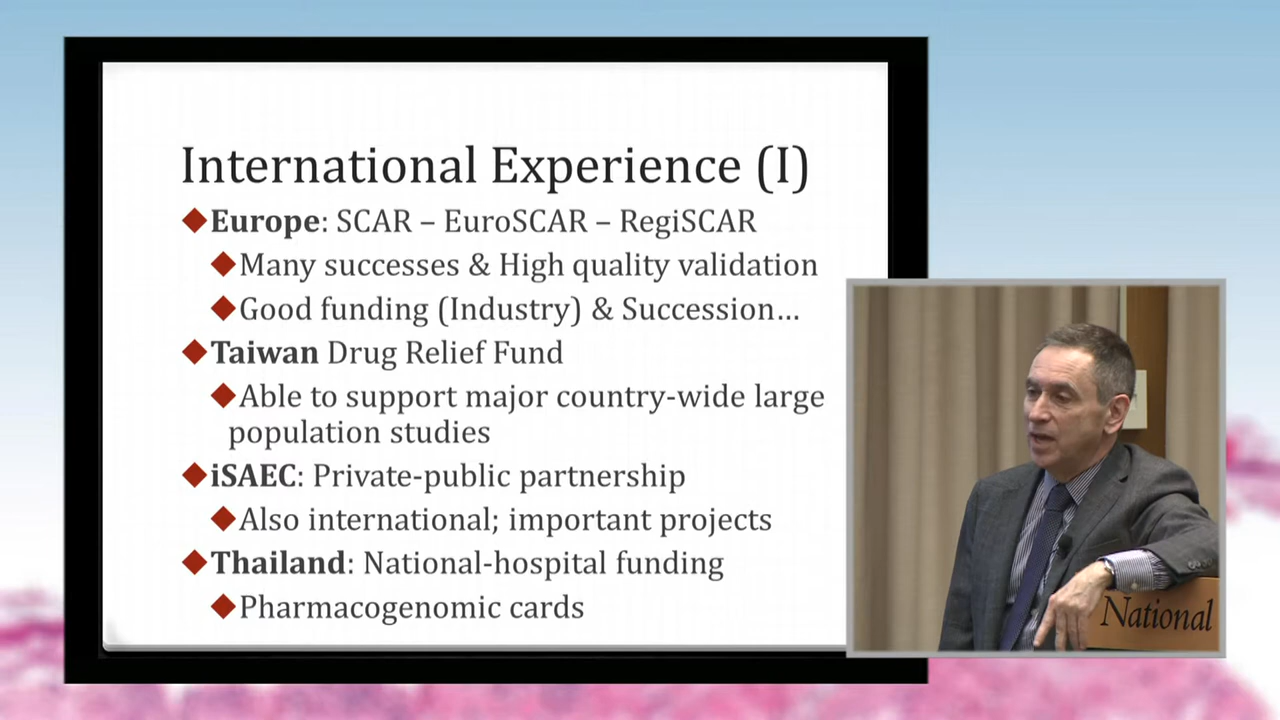 International Experience (I)
◆Europe: SCAR – EuroSCAR – RegiSCAR
◆Many successes & High quality validation
◆Good funding (Industry) & Succession…
◆Taiwan Drug Relief Fund
◆Able to support major country-wide large
population studies
◆iSAEC: Private-public partnership
◆Also international; important projects
◆Thailand: National-hospital funding
◆Pharmacogenomic cards
National